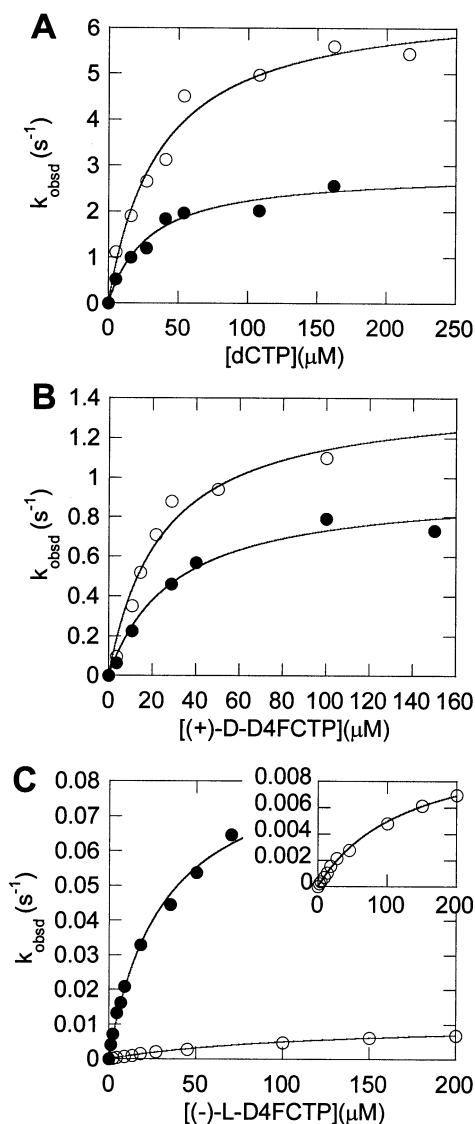 A
6
5
4
3
2
1
0
k_obsd (s⁻¹)
0 50 100 150 200 250
[dCTP](μM)
B
1.4
1.2
1
0.8
0.6
0.4
0.2
0
k_obsd (s⁻¹)
0 20 40 60 80 100 120 140 160
[(+)-D-D4FCTP](μM)
C
0.08
0.07
0.06
0.05
0.04
0.03
0.02
0.01
0
k_obsd (s⁻¹)
0.008
0.006
0.004
0.002
0
0 100 200
0 50 100 150 200
[(-)-L-D4FCTP](μM)